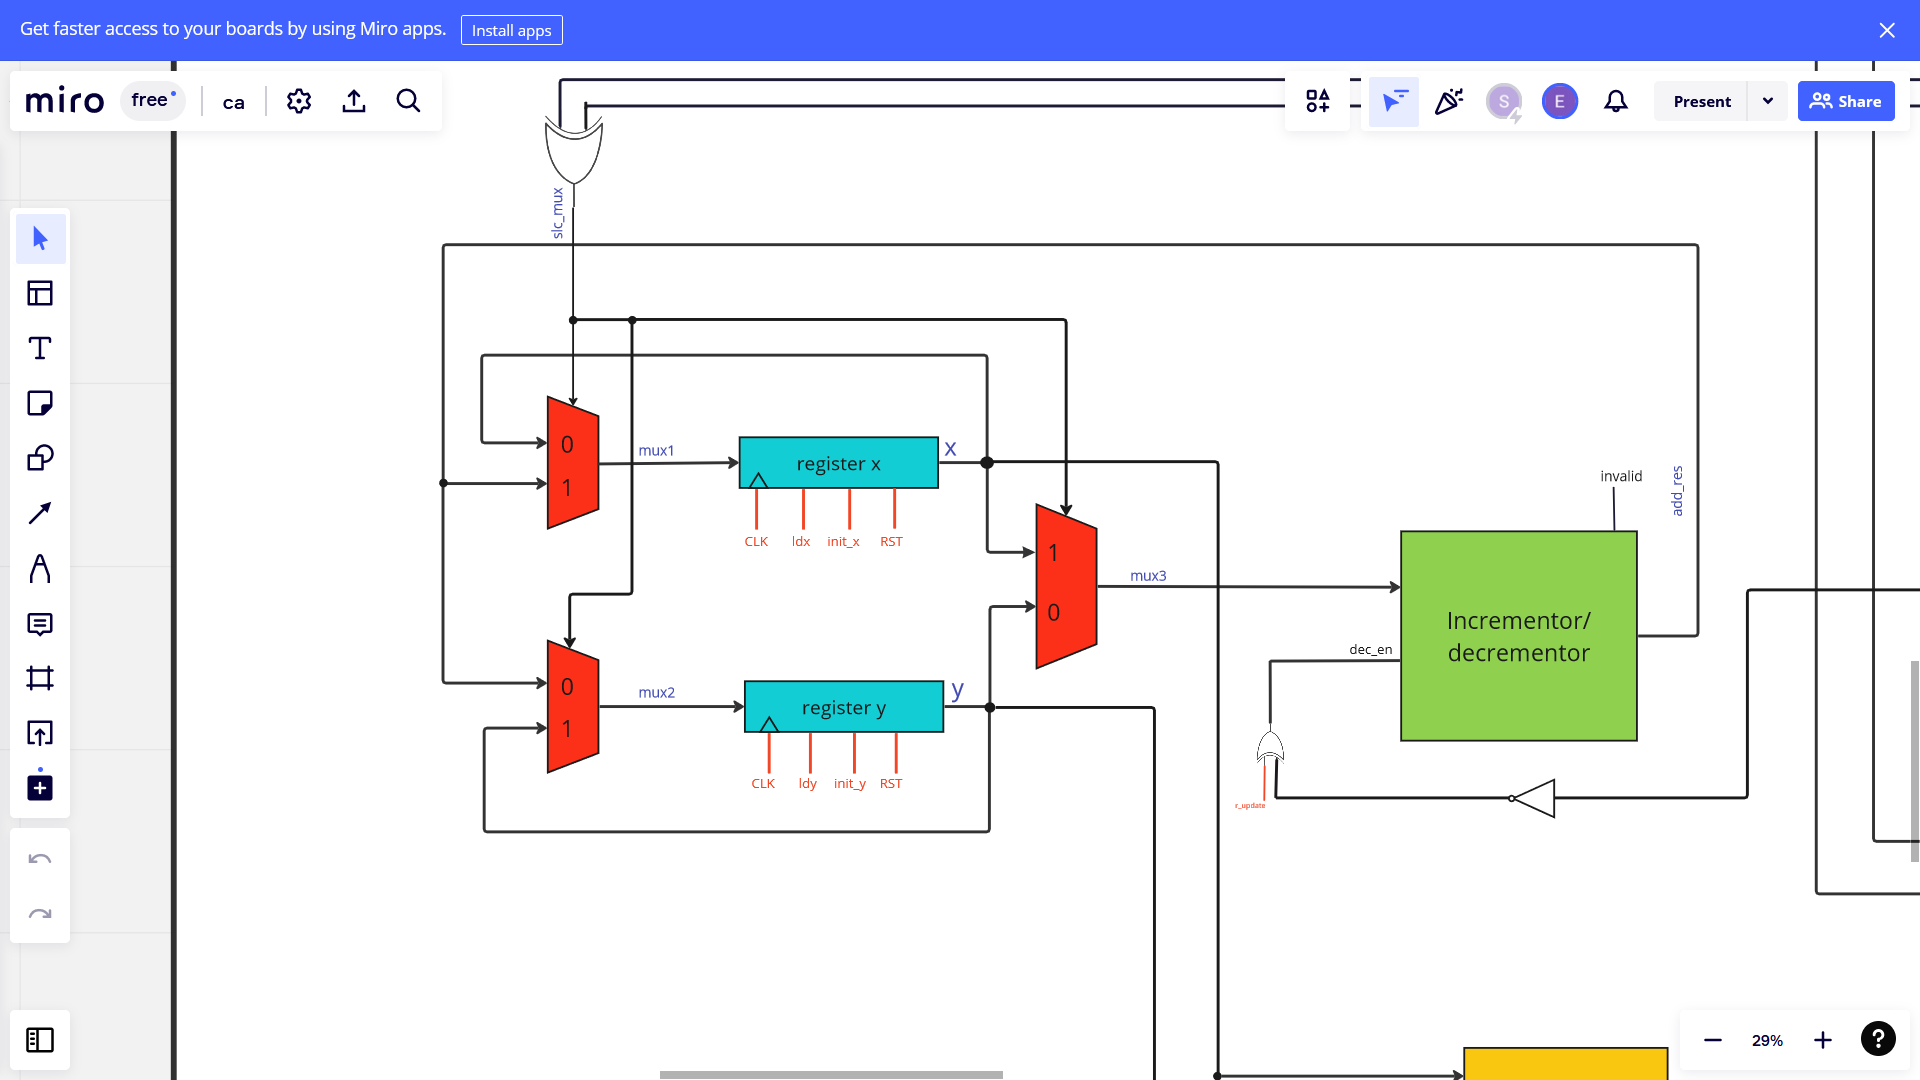 Get faster access to your boards by using Miro apps.
Install apps
miro
free
ca
S
E
Present
Share
slc_mux
0
1
mux1
register x
x
CLK
ldx
init_x
RST
1
0
mux3
invalid
add_res
Incrementor/
decrementor
dec_en
0
1
mux2
register y
y
CLK
ldy
init_y
RST
r_update
29%
?